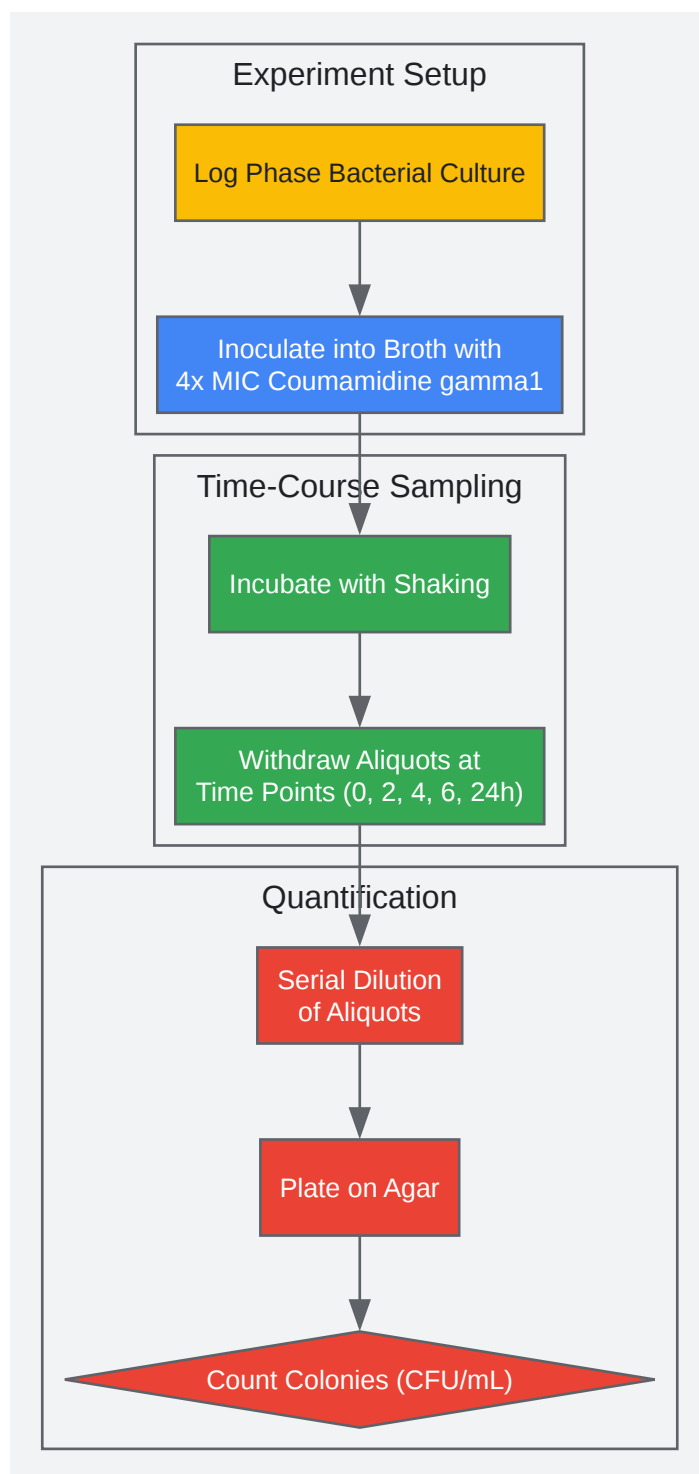 Experiment Setup
Log Phase Bacterial Culture
Inoculate into Broth with
4x MIC Coumamidine gamma1
Time-Course Sampling
Incubate with Shaking
Withdraw Aliquots at
Time Points (0, 2, 4, 6, 24h)
Quantification
Serial Dilution
of Aliquots
Plate on Agar
Count Colonies (CFU/mL)